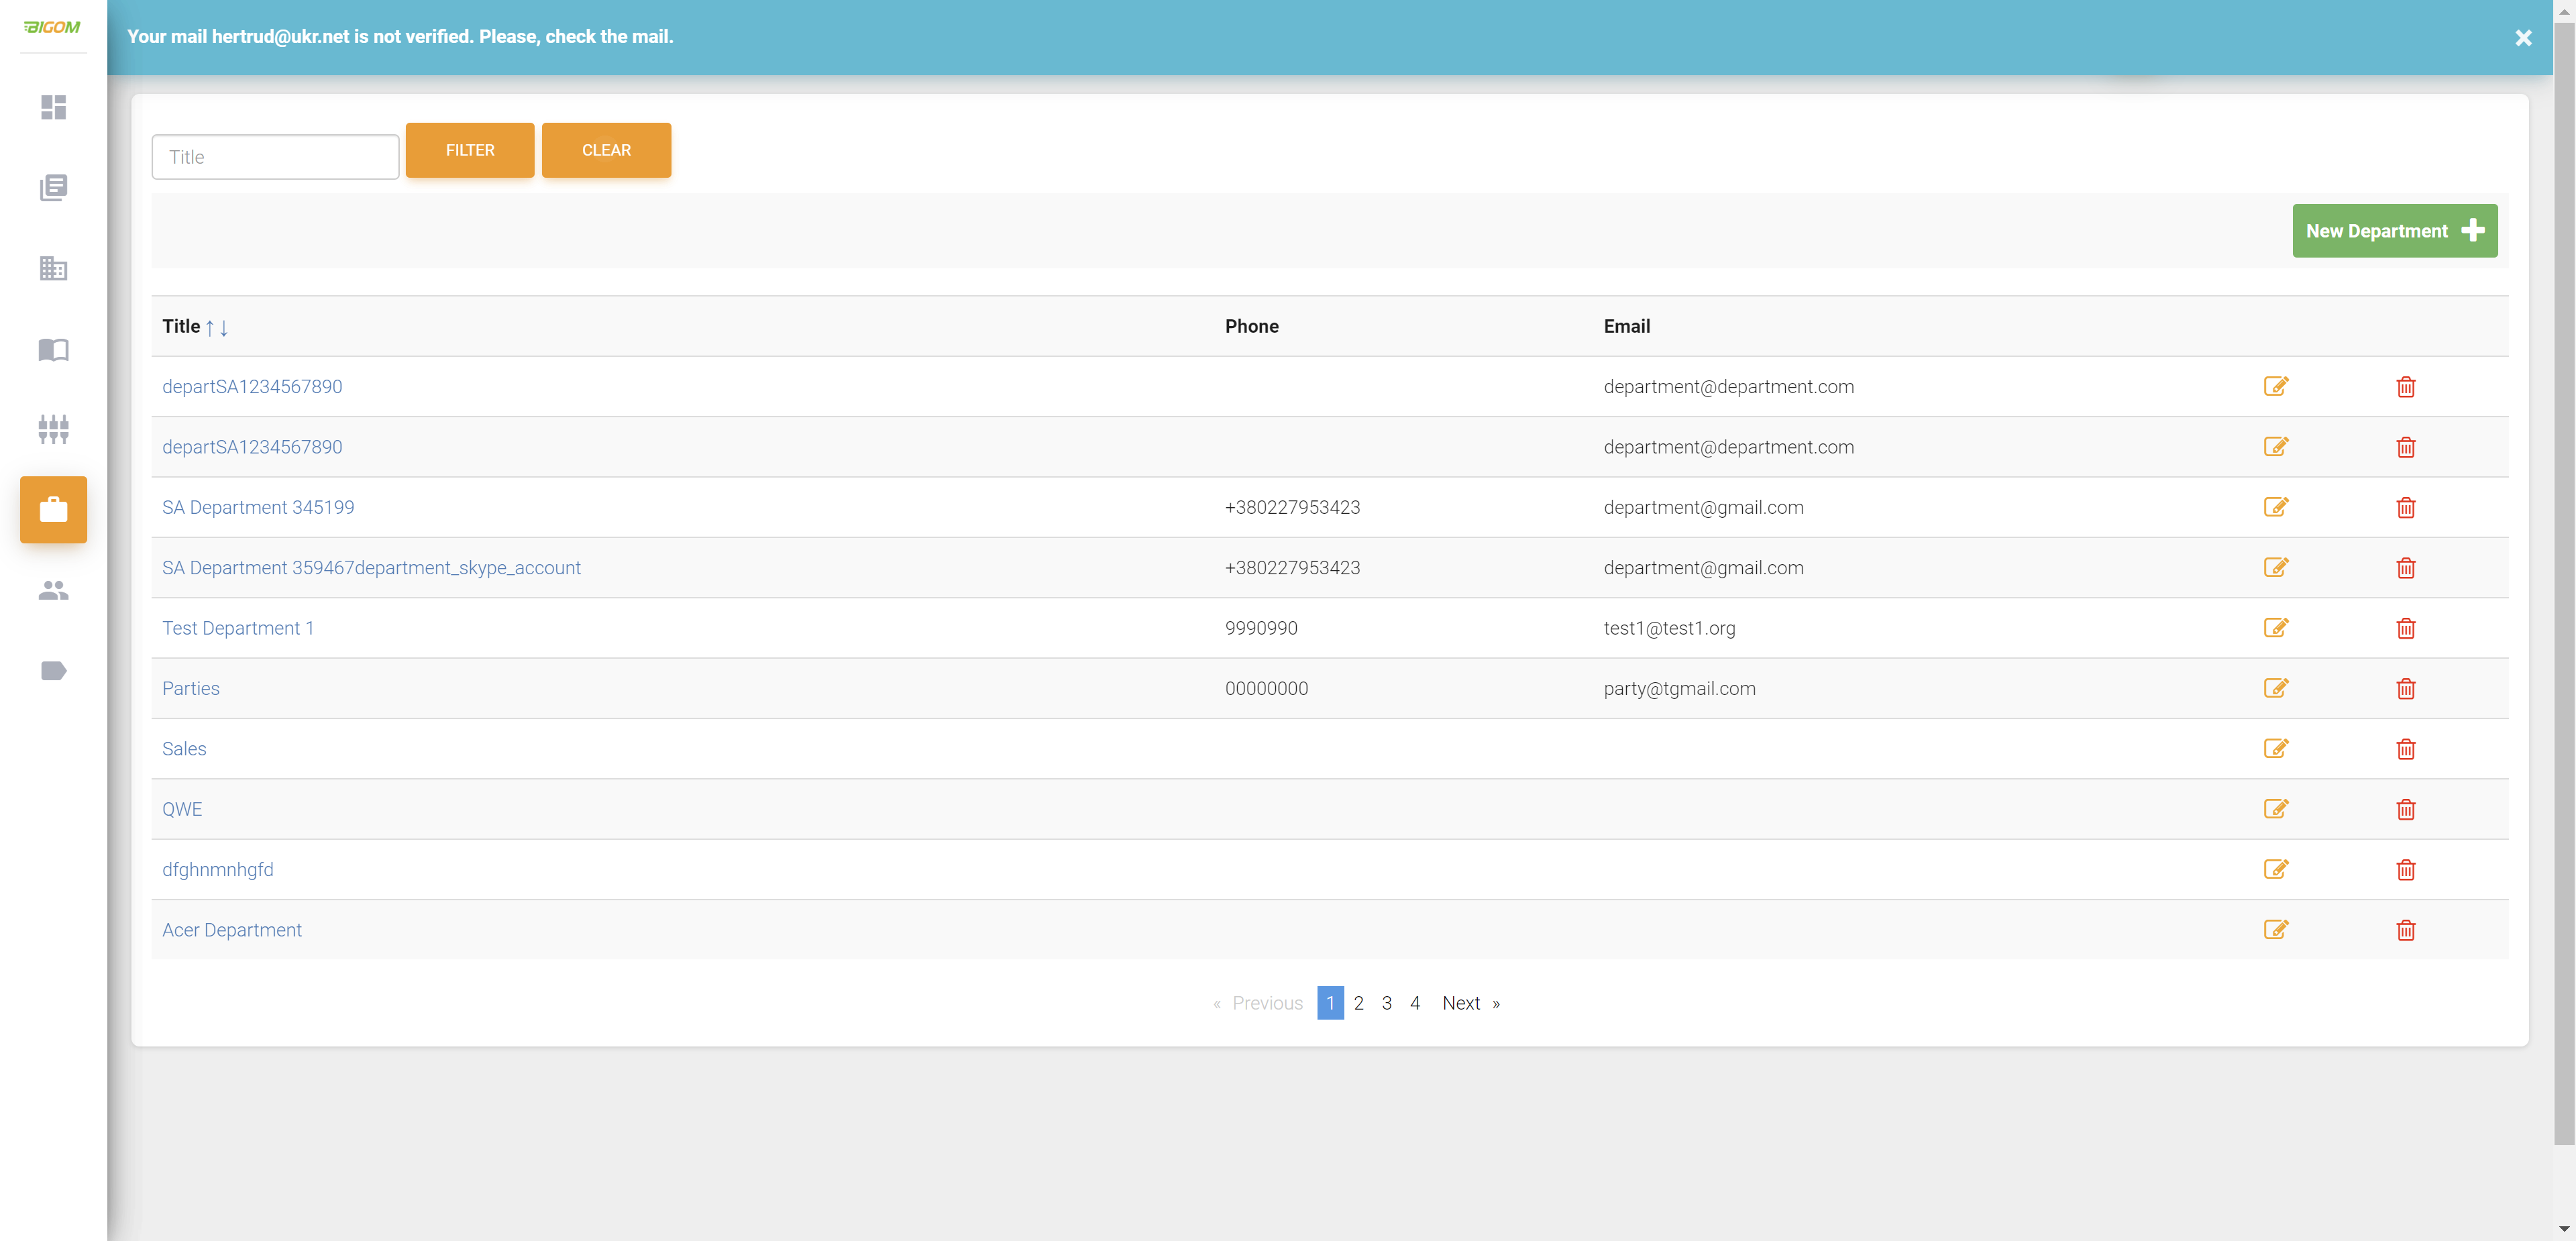 BIGOM
Your mail hertrud@ukr.net is not verified. Please, check the mail.
Title FILTER CLEAR
New Department
Title ↑↓ Phone Email
departSA1234567890 department@department.com
departSA1234567890 department@department.com
SA Department 345199 +380227953423 department@gmail.com
SA Department 359467department_skype_account +380227953423 department@gmail.com
Test Department 1 9990990 test1@test1.org
Parties 00000000 party@tgmail.com
Sales
QWE
dfghnmnhgfd
Acer Department
« Previous 1 2 3 4 Next »